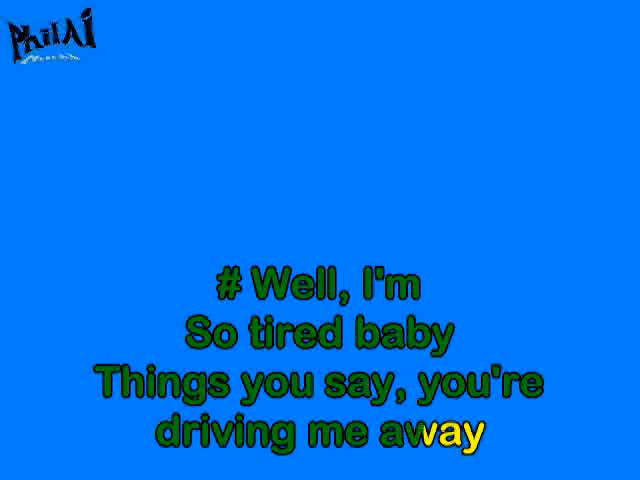 PhilAi
# Well, I'm
So tired baby
Things you say, you're
driving me away